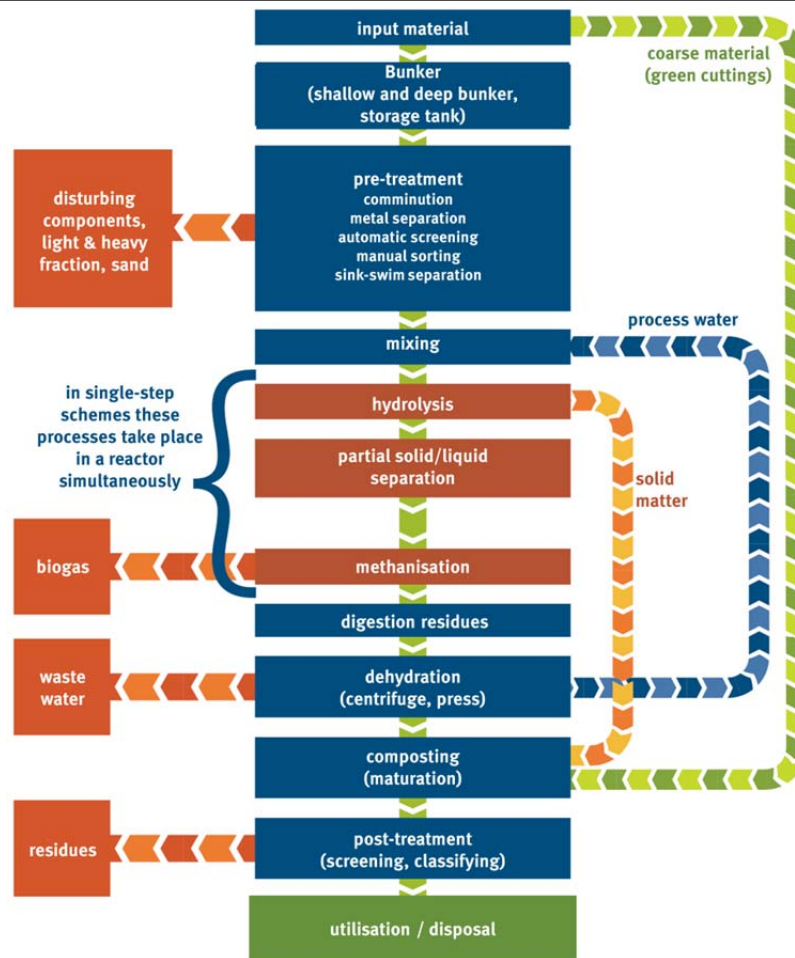 input material
coarse material
(green cuttings)
Bunker
(shallow and deep bunker,
storage tank)
disturbing
components,
light & heavy
fraction, sand
pre-treatment
comminution
metal separation
automatic screening
manual sorting
sink-swim separation
process water
mixing
in single-step
schemes these
processes take place
in a reactor
simultaneously
hydrolysis
partial solid/liquid
separation
solid
matter
biogas
methanisation
digestion residues
waste
water
dehydration
(centrifuge, press)
composting
(maturation)
residues
post-treatment
(screening, classifying)
utilisation / disposal